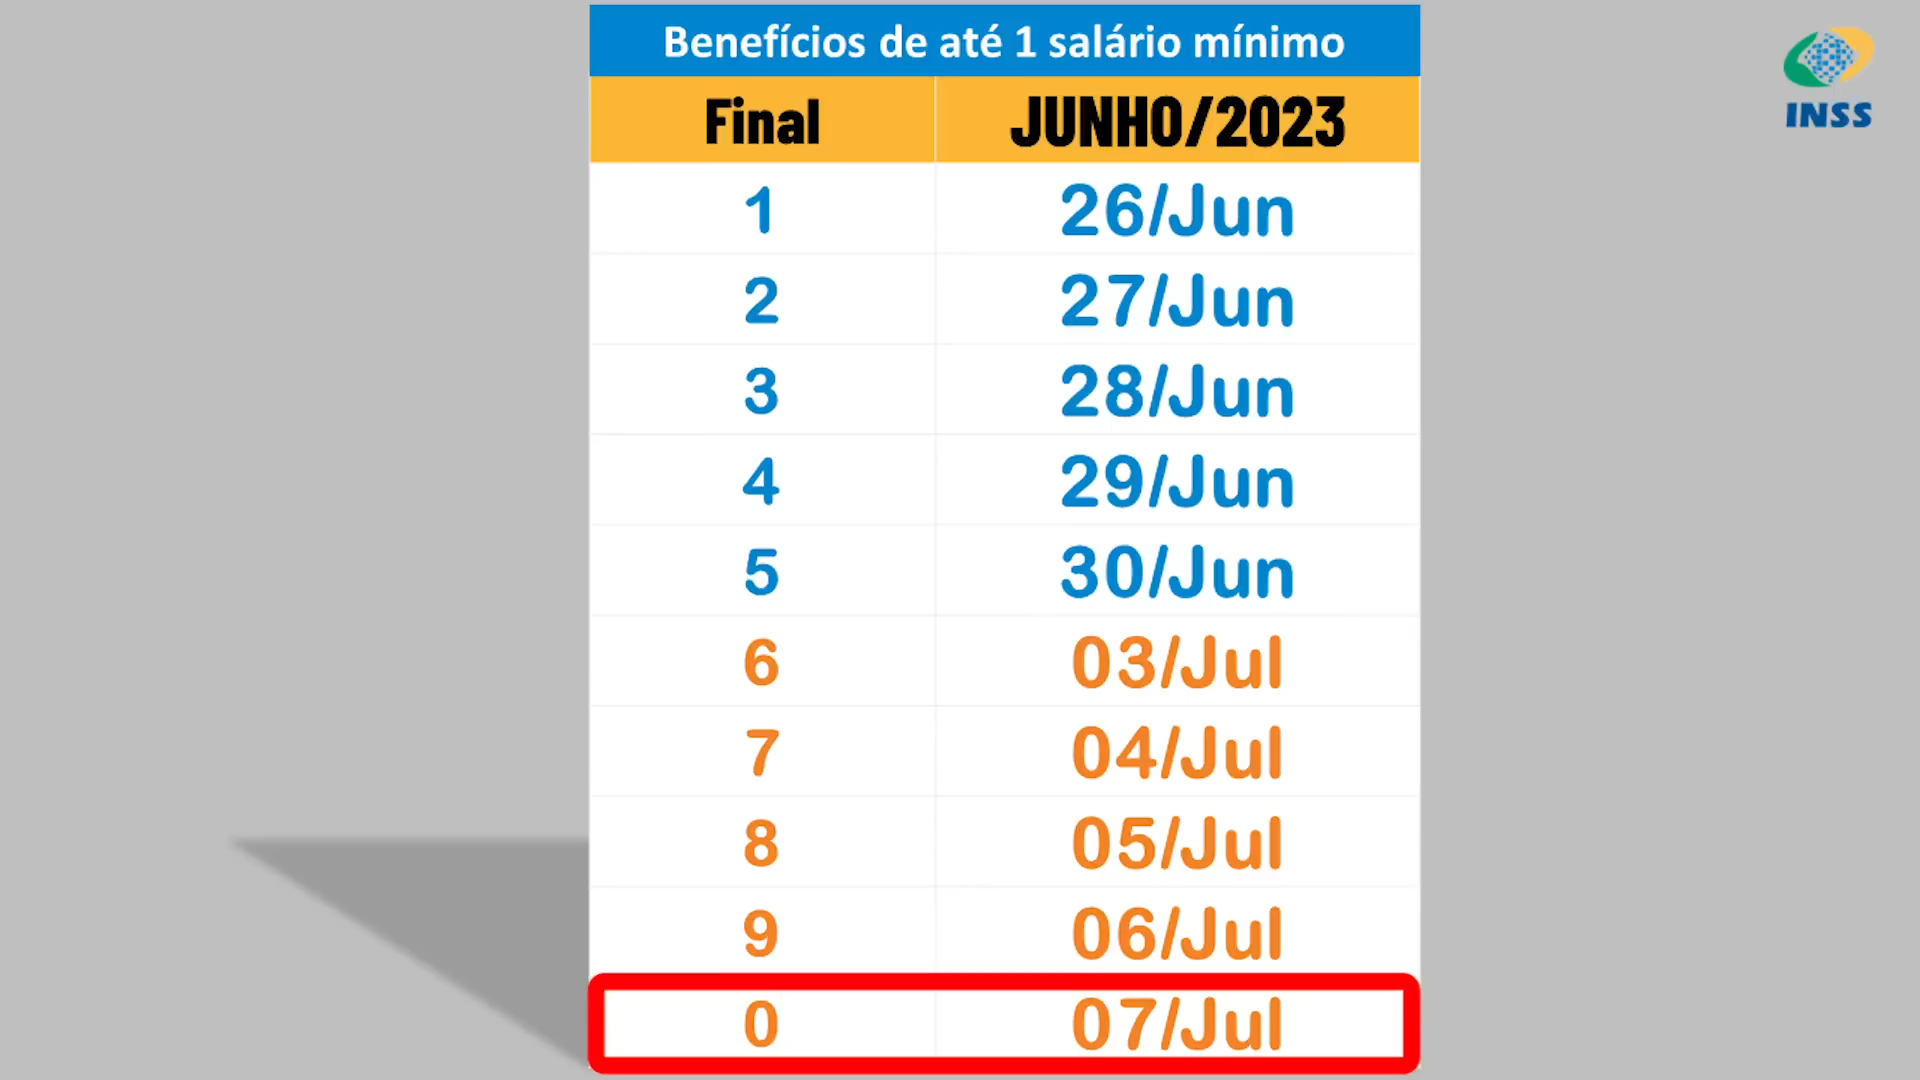 Benefícios de até 1 salário mínimo
INSS
Final JUNHO/2023
1 26/Jun
2 27/Jun
3 28/Jun
4 29/Jun
5 30/Jun
6 03/Jul
7 04/Jul
8 05/Jul
9 06/Jul
0 07/Jul